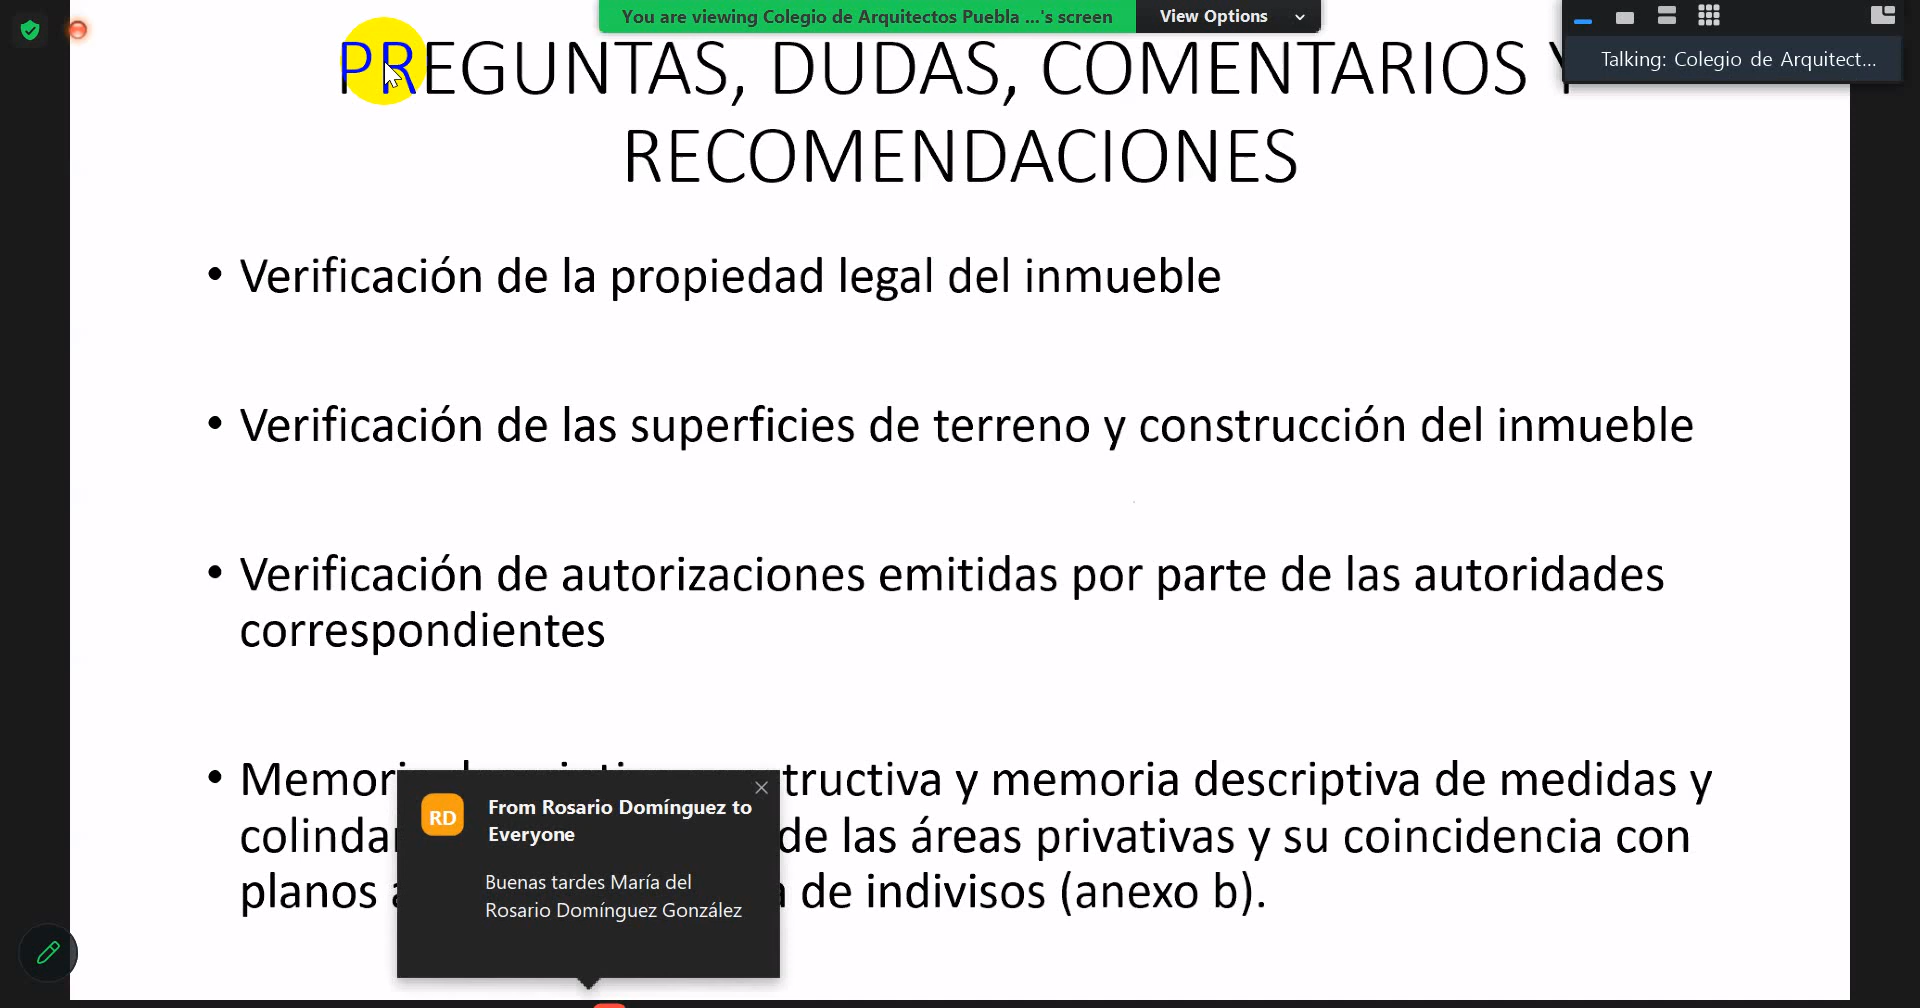 You are viewing Colegio de Arquitectos Puebla ...'s screen
View Options
Talking: Colegio de Arquitect...
PREGUNTAS, DUDAS, COMENTARIOS Y
RECOMENDACIONES
• Verificación de la propiedad legal del inmueble
• Verificación de las superficies de terreno y construcción del inmueble
• Verificación de autorizaciones emitidas por parte de las autoridades
correspondientes
• y memoria descriptiva de medidas y
de las áreas privativas y su coincidencia con
planos de indivisos (anexo b).
RD
From Rosario Domínguez to
Everyone
Buenas tardes María del
Rosario Domínguez González